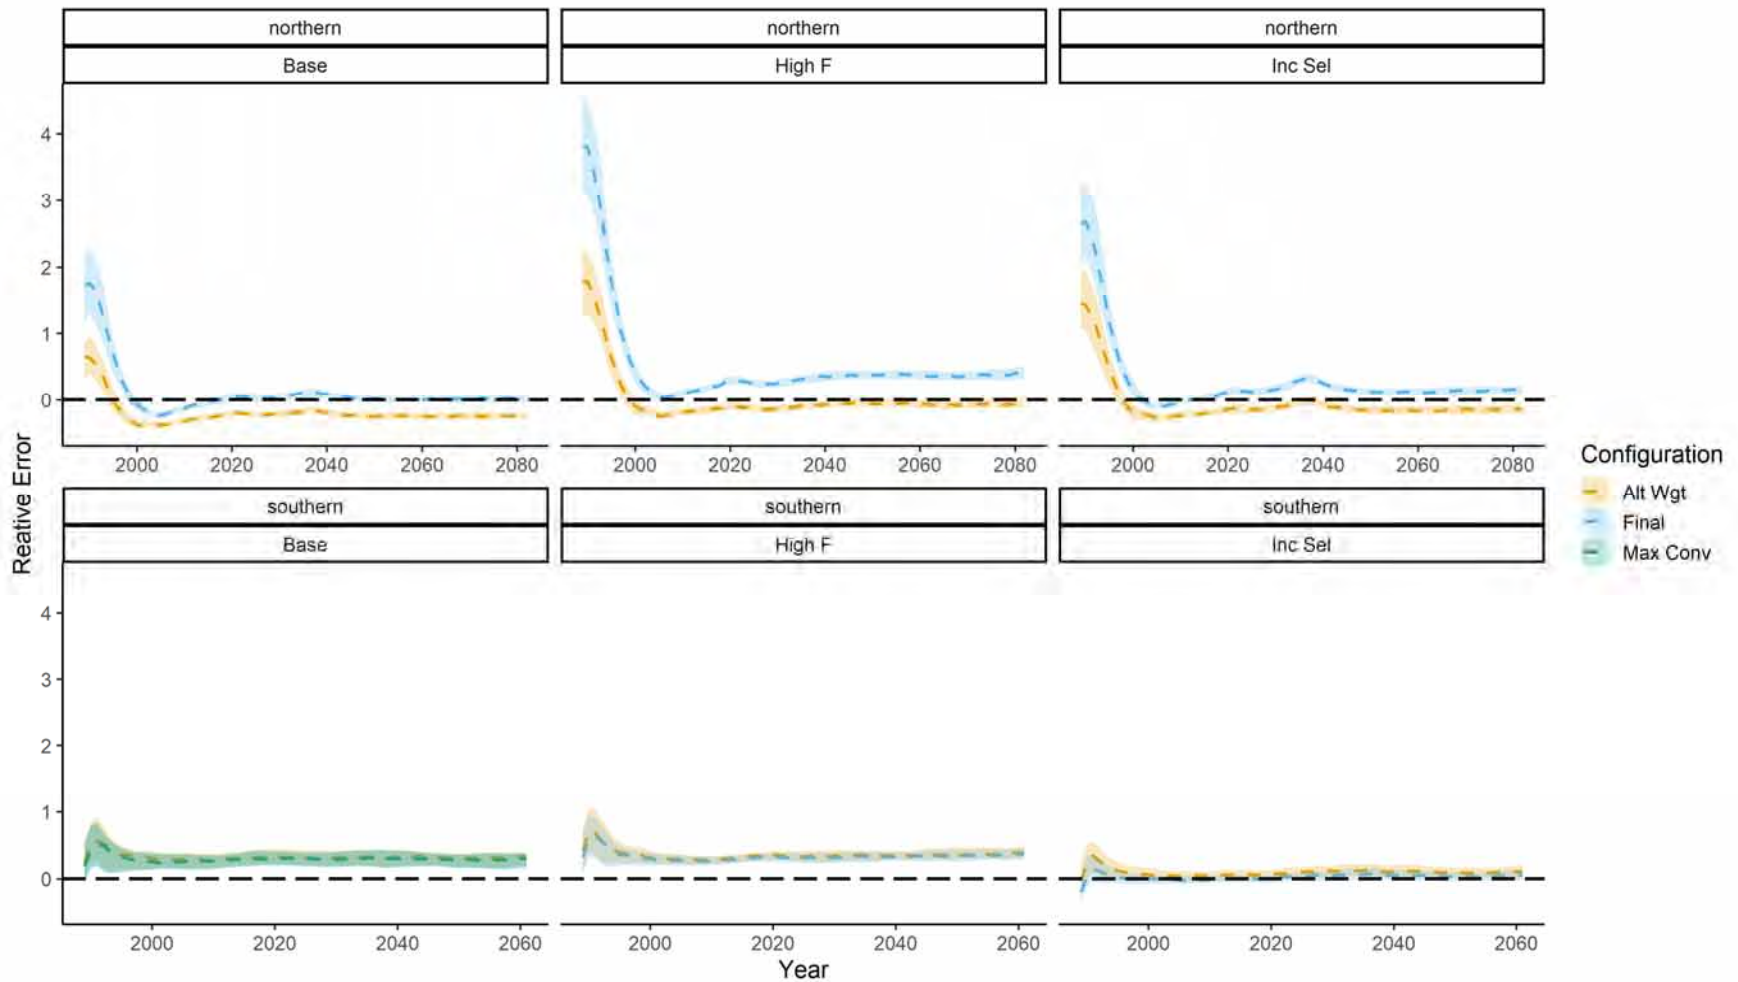 northern
northern
northern
Base
High F
Inc Sel
4
3
2
1
0
2000 2020 2040 2060 2080
2000 2020 2040 2060 2080
2000 2020 2040 2060 2080
Reative Error
southern
southern
southern
Base
High F
Inc Sel
4
3
2
1
0
2000 2020 2040 2060
2000 2020 2040 2060
2000 2020 2040 2060
Year
Configuration
Alt Wgt
Final
Max Conv